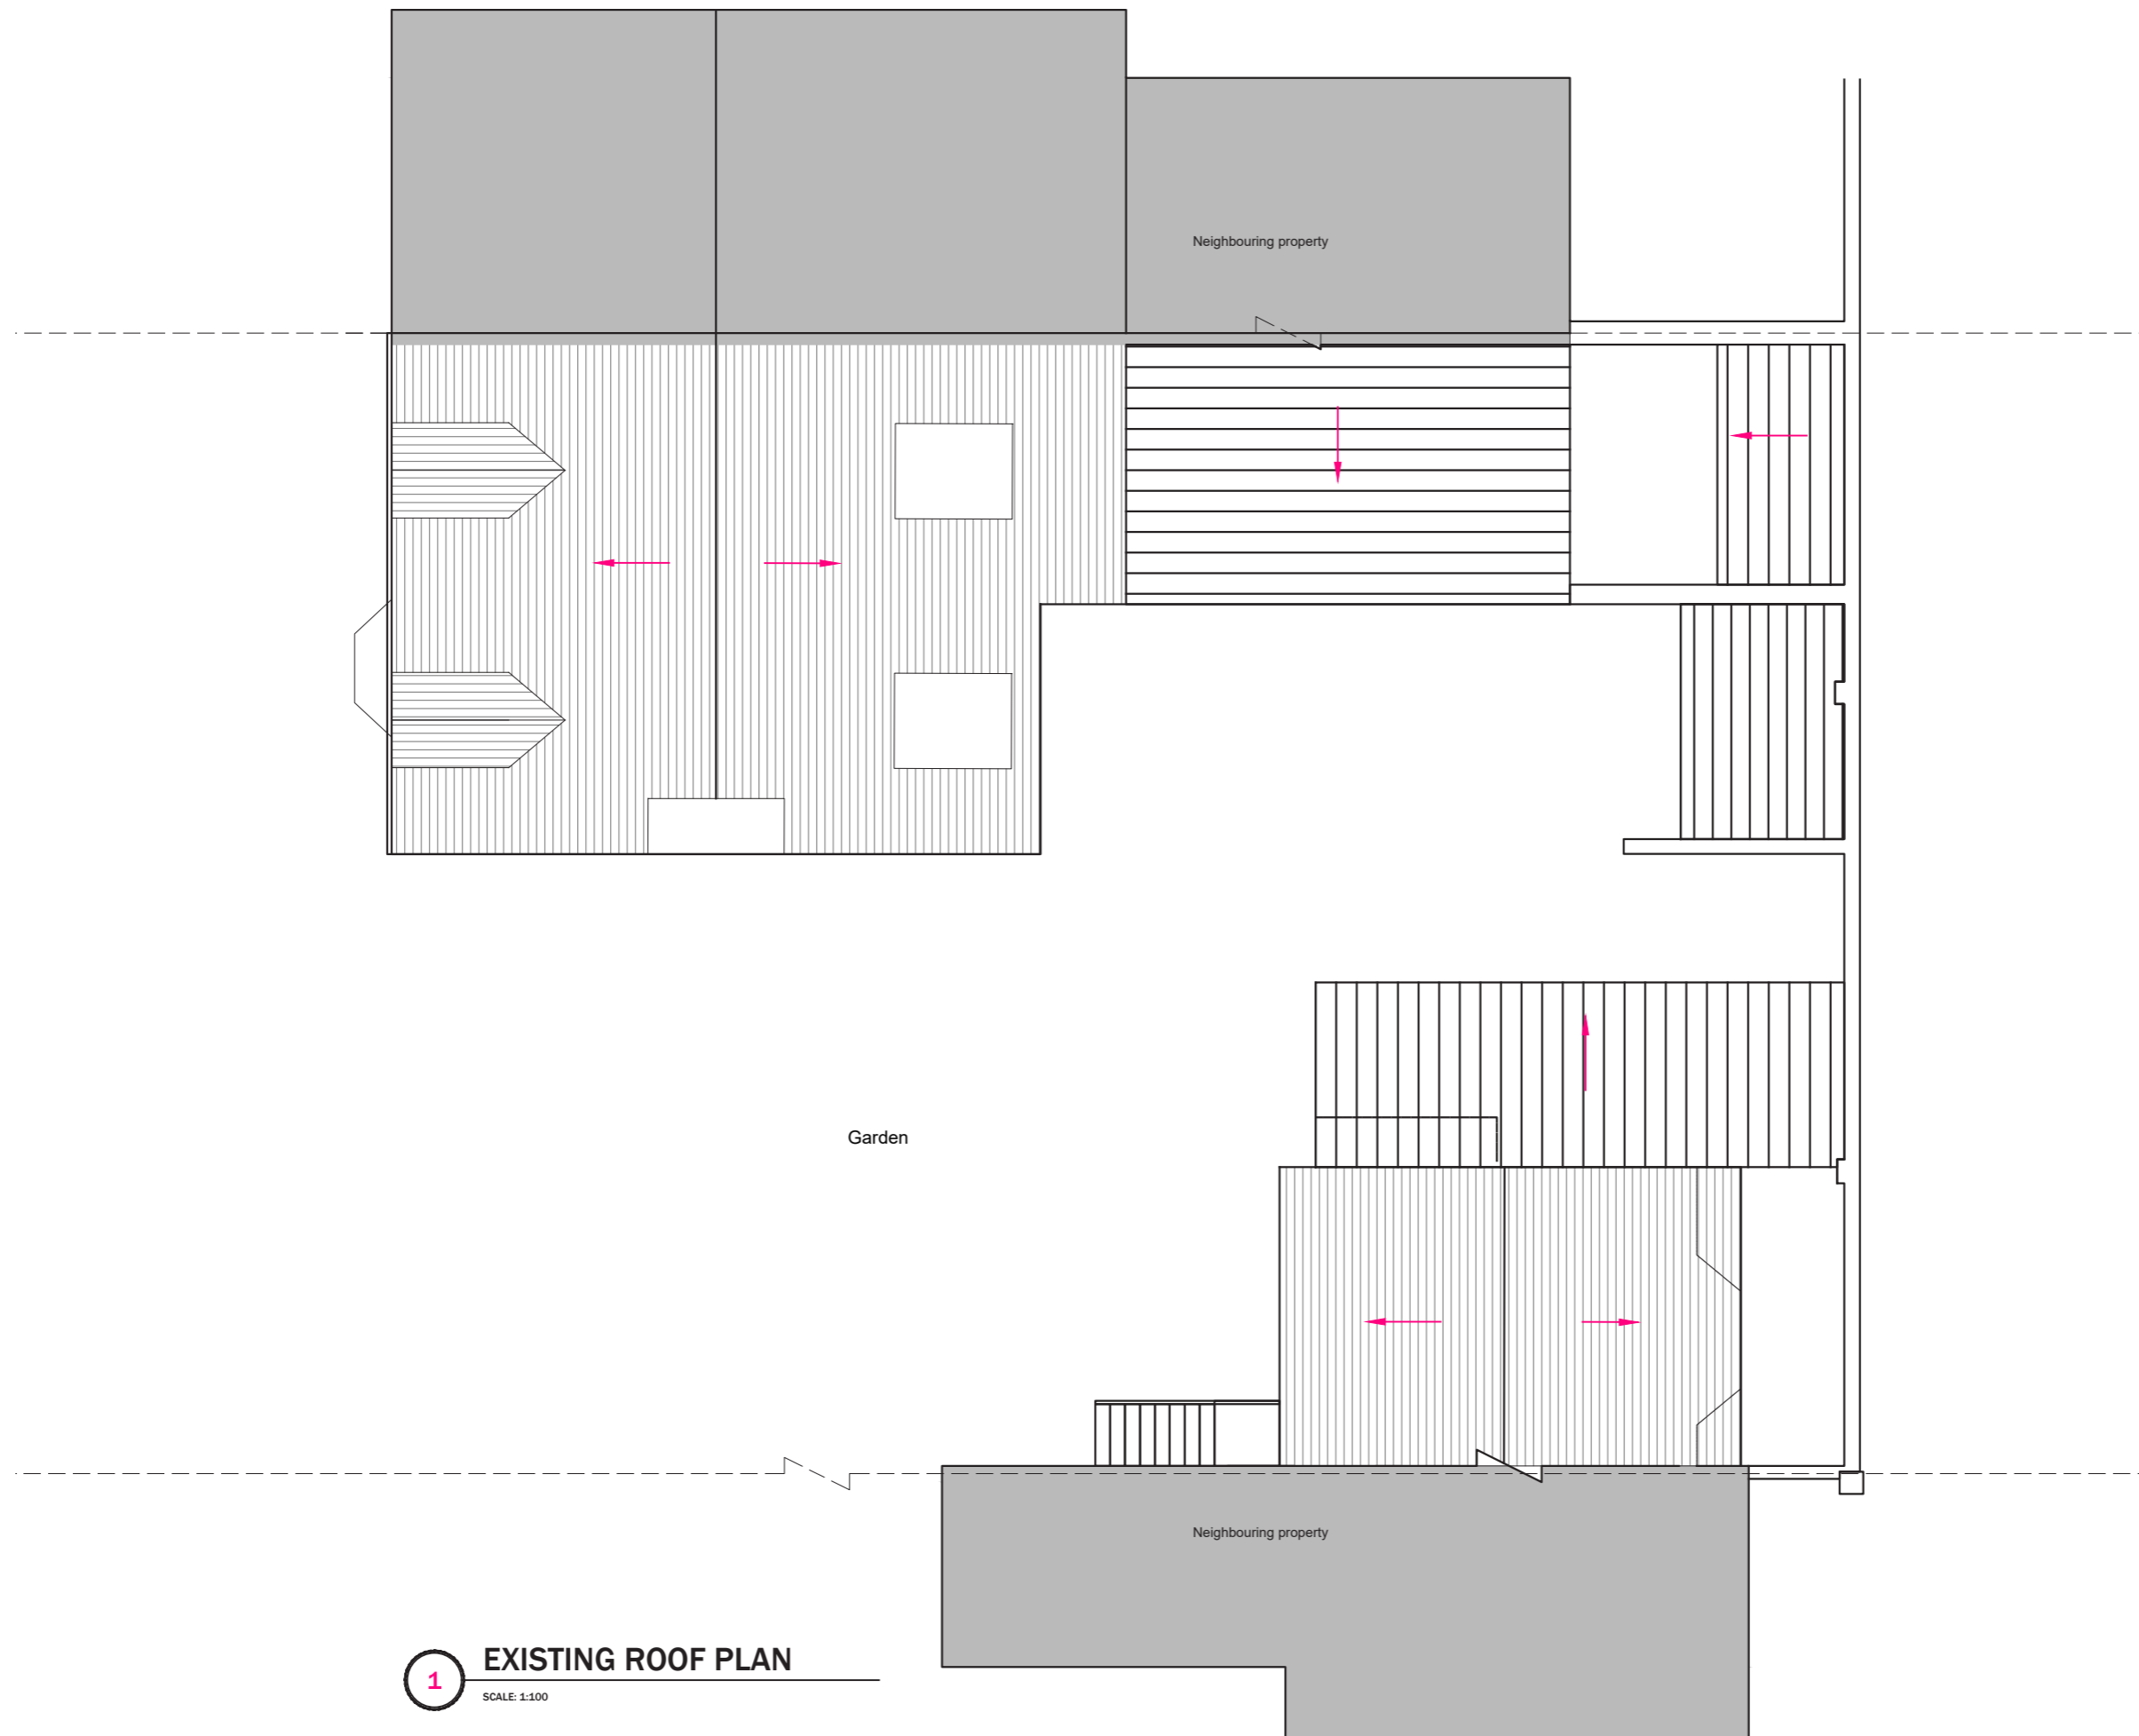 Neighbouring property
Garden
Neighbouring property
1
EXISTING ROOF PLAN
SCALE: 1:100